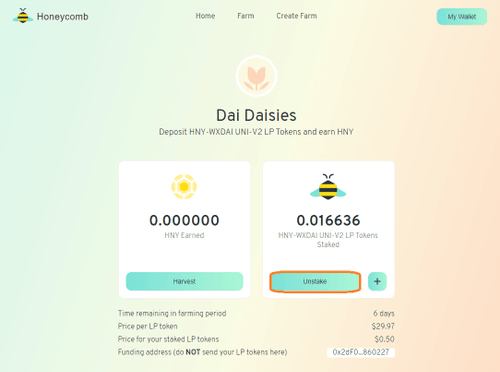 Honeycomb
Home Farm Create Farm
My Wallet
Dai Daisies
Deposit HNY-WXDAI UNI-V2 LP Tokens and earn HNY
0.000000
HNY Earned
Harvest
0.016636
HNY-WXDAI UNI-V2 LP Tokens
Staked
Unstake +
Time remaining in farming period 6 days
Price per LP token $29.97
Price for your staked LP tokens $0.50
Funding address (do NOT send your LP tokens here) 0x2dF0...860227